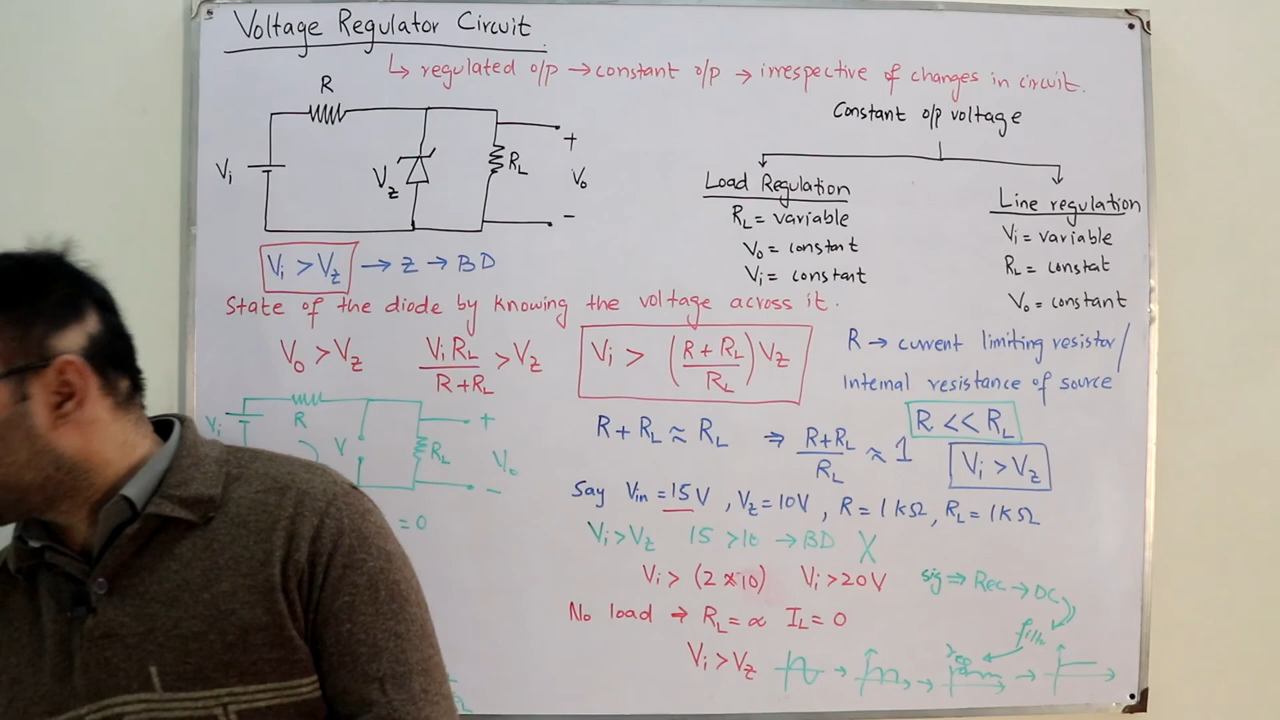 Voltage Regulator Circuit
↳ regulated o/p → constant o/p → irrespective of changes in circuit.
R
Vi
Vz
RL
+
Vo
-
Constant o/p voltage
Load Regulation
RL = variable
Vo = constant
Vi = constant
Line regulation
Vi = variable
RL = constat
Vo = constant
Vi > Vz → Z → BD
State of the diode by knowing the voltage across it.
Vo > Vz
Vi RL / R+RL > Vz
Vi > (R + RL / RL) Vz
R → current limiting resistor/
Internal resistance of source
Vi
R
V
RL
+
Vo
-
= 0
R + RL ≈ RL ⇒ R+RL / RL ≈ 1
R << RL
Vi > Vz
Say Vin = 15V, Vz = 10V, R = 1KΩ, RL = 1KΩ
Vi > Vz 15 > 10 → BD X
Vi > (2 × 10) Vi > 20V
sig ⇒ Rec → DC
No load → RL = ∝ IL = 0
Vi > Vz